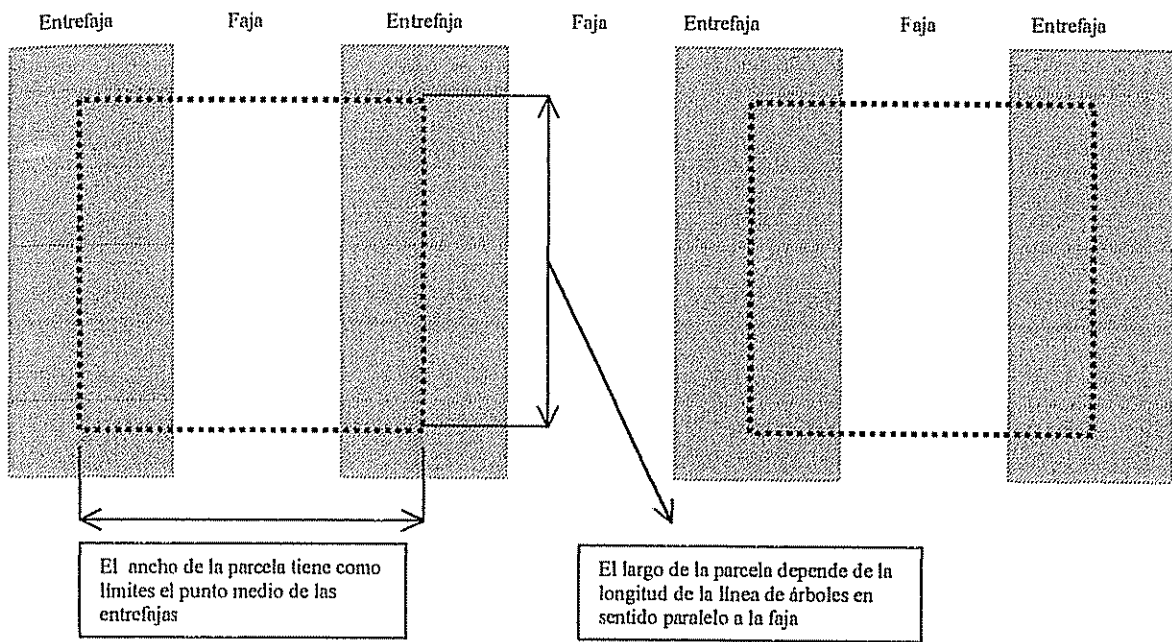 Entrefaja Faja Entrefaja Faja Entrefaja Faja Entrefaja
El ancho de la parcela tiene como
límites el punto medio de las
entrefajas
El largo de la parcela depende de la
longitud de la línea de árboles en
sentido paralelo a la faja